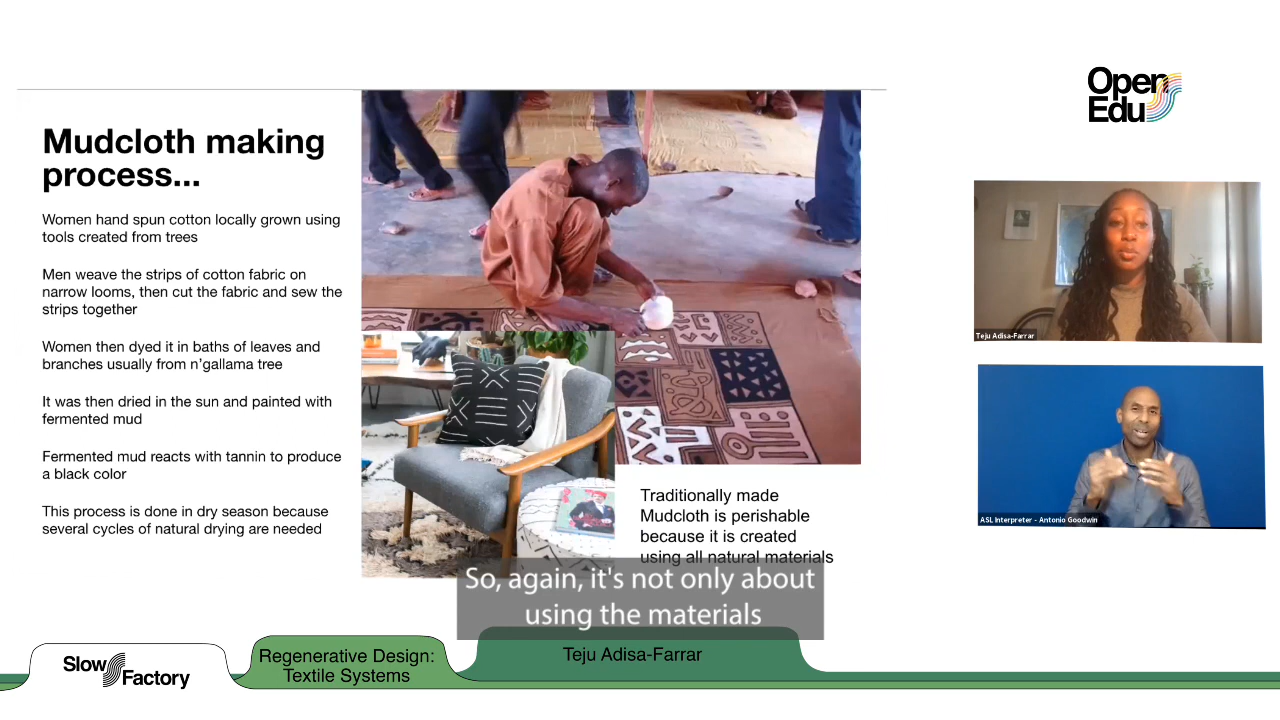 Open
Edu
Mudcloth making
process...
Women hand spun cotton locally grown using
tools created from trees
Men weave the strips of cotton fabric on
narrow looms, then cut the fabric and sew the
strips together
Women then dyed it in baths of leaves and
branches usually from n'gallama tree
It was then dried in the sun and painted with
fermented mud
Fermented mud reacts with tannin to produce
a black color
This process is done in dry season because
several cycles of natural drying are needed
Traditionally made
Mudcloth is perishable
because it is created
using all natural materials
Teju Adisa-Farrar
ASL Interpreter - Antonio Goodwin
So, again, it's not only about
using the materials
Slow
Factory
Regenerative Design:
Textile Systems
Teju Adisa-Farrar